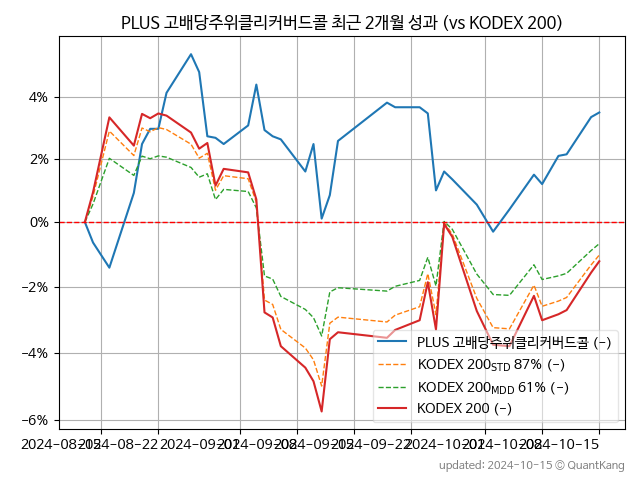 PLUS 고배당주위클리커버드콜 최근 2개월 성과 (vs KODEX 200)
4%
2%
0%
−2%
−4%
−6%
PLUS 고배당주위클리커버드콜 (-)
KODEX 200STD 87% (-)
KODEX 200MDD 61% (-)
KODEX 200 (-)
2024-08-15 2024-08-22 2024-09-01 2024-09-08 2024-09-15 2024-09-22 2024-10-01 2024-10-08 2024-10-15
updated: 2024-10-15 © QuantKang